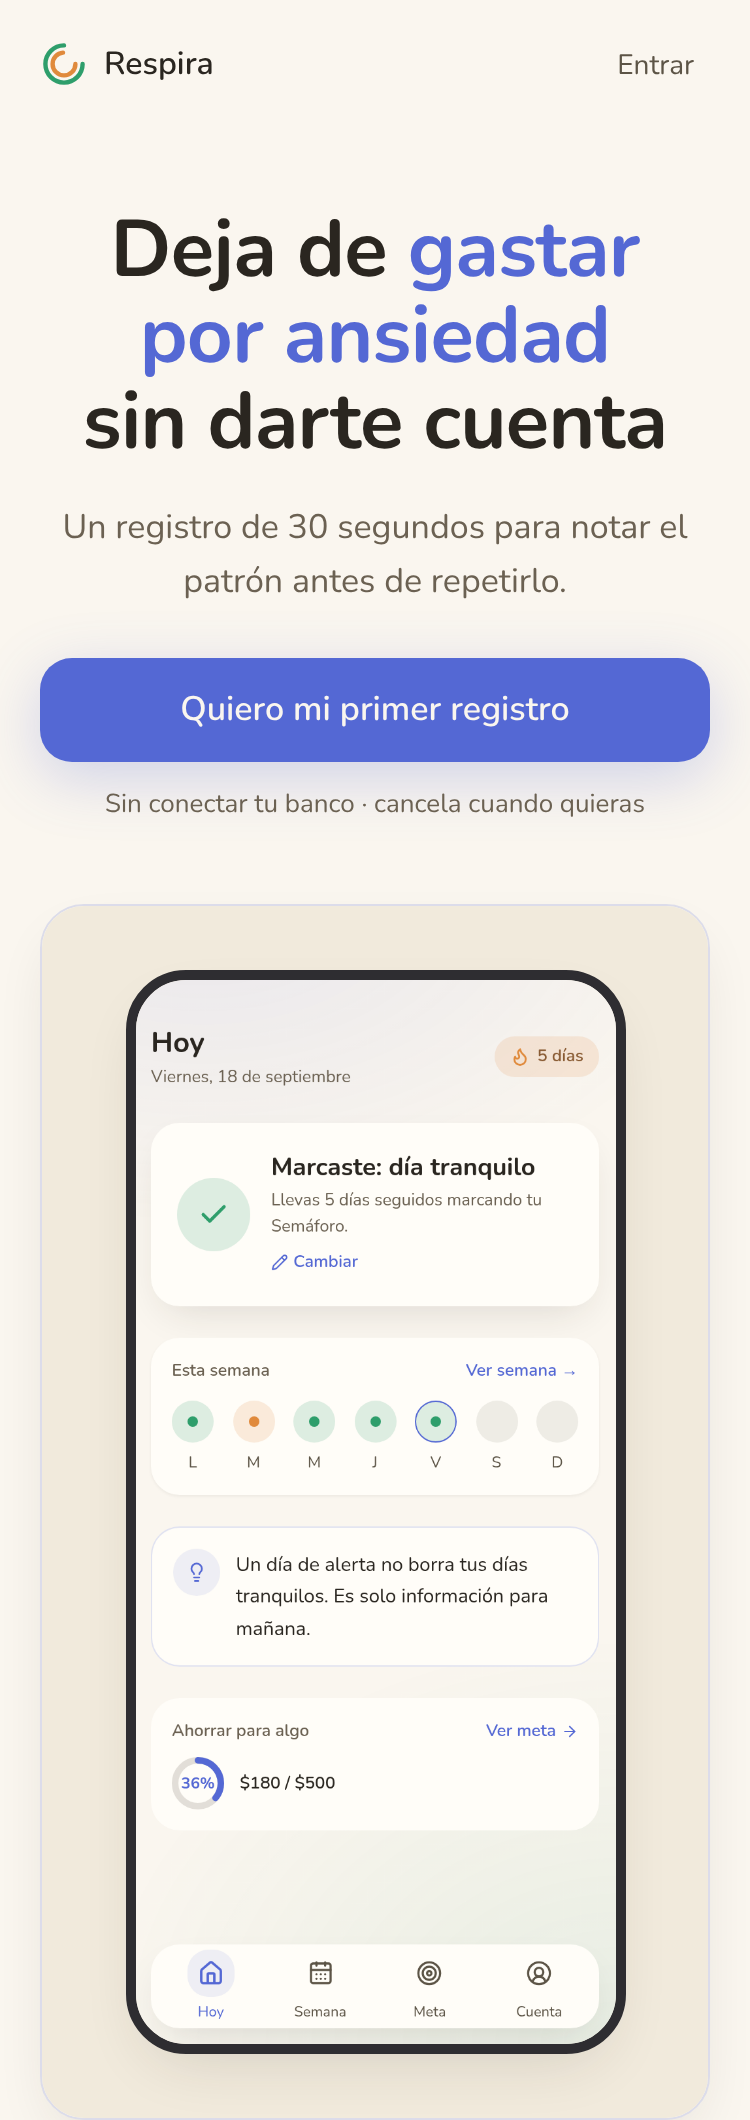 Respira
Entrar
Deja de gastar
por ansiedad
sin darte cuenta
Un registro de 30 segundos para notar el
patrón antes de repetirlo.
Quiero mi primer registro
Sin conectar tu banco · cancela cuando quieras
Hoy
5 días
Viernes, 18 de septiembre
Marcaste: día tranquilo
Llevas 5 días seguidos marcando tu
Semáforo.
Cambiar
Esta semana
Ver semana →
L M M J V S D
Un día de alerta no borra tus días
tranquilos. Es solo información para
mañana.
Ahorrar para algo
Ver meta →
36%
$180 / $500
Hoy
Semana
Meta
Cuenta